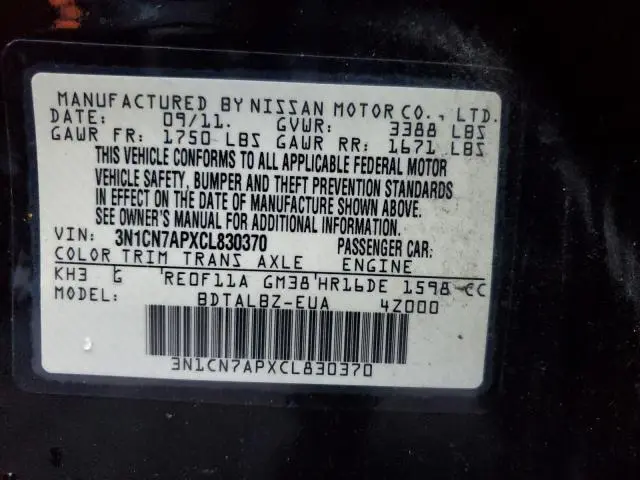 MANUFACTURED BY NISSAN MOTOR CO., LTD.
DATE: 09/11. GVWR: 3388 LBS
GAWR FR: 1750 LBS GAWR RR: 1671 LBS
THIS VEHICLE CONFORMS TO ALL APPLICABLE FEDERAL MOTOR
VEHICLE SAFETY, BUMPER AND THEFT PREVENTION STANDARDS
IN EFFECT ON THE DATE OF MANUFACTURE SHOWN ABOVE.
SEE OWNER'S MANUAL FOR ADDITIONAL INFORMATION.
VIN: 3N1CN7APXCL830370 PASSENGER CAR:
COLOR TRIM TRANS AXLE ENGINE
KH3 G RE0F11A GM38 HR16DE 1598 CC
BDTALBZ-EUA 4Z000
3N1CN7APXCL830370